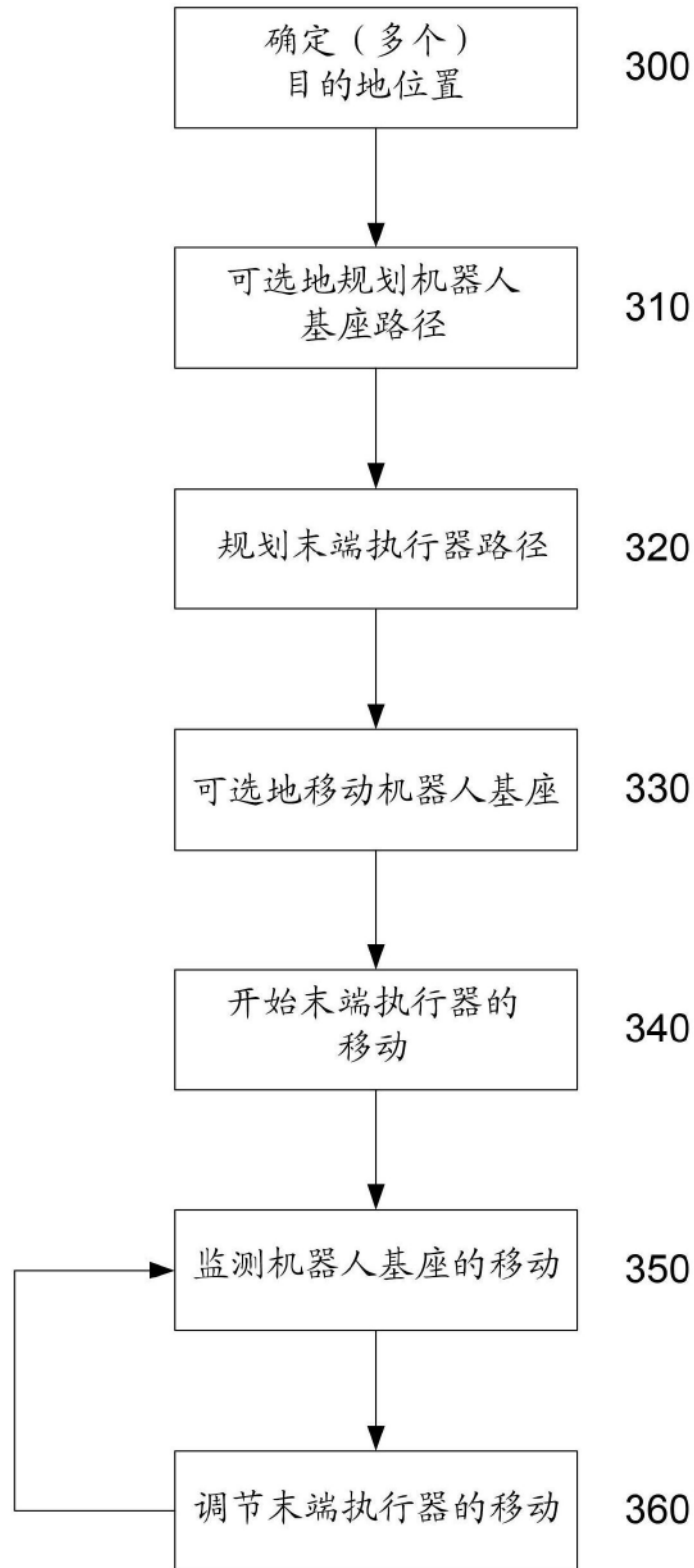 确定（多个）
目的地位置
300
可选地规划机器人
基座路径
310
规划末端执行器路径
320
可选地移动机器人基座
330
开始末端执行器的
移动
340
监测机器人基座的移动
350
调节末端执行器的移动
360